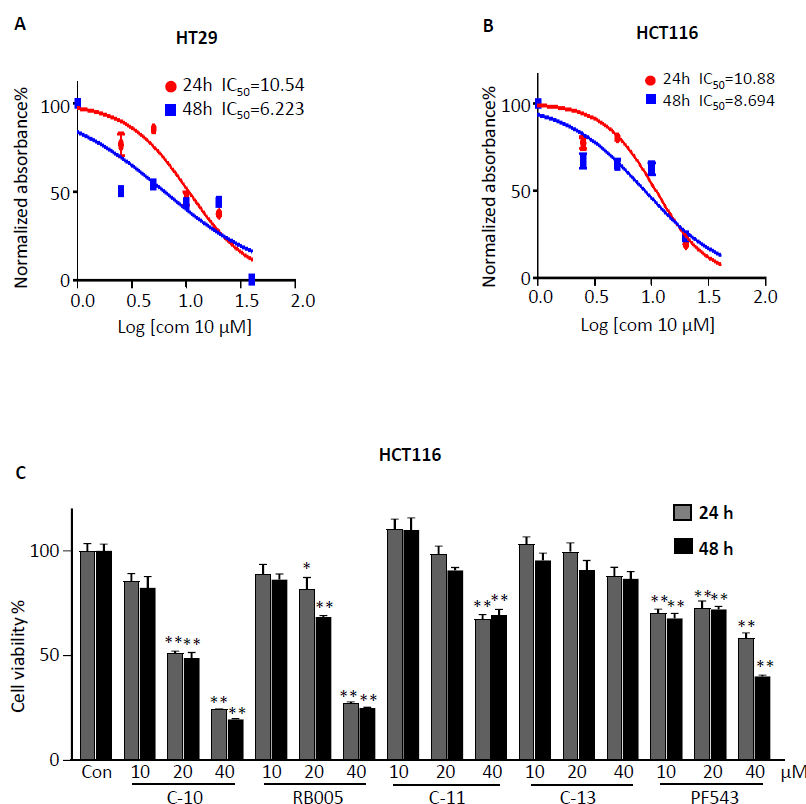 A
HT29
24h IC50=10.54
48h IC50=6.223
Normalized absorbance%
100
50
0
0.0 0.5 1.0 1.5 2.0
Log [com 10 µM]
B
HCT116
24h IC50=10.88
48h IC50=8.694
Normalized absorbance%
100
50
0
0.0 0.5 1.0 1.5 2.0
Log [com 10 µM]
C
HCT116
24 h
48 h
Cell viability %
100
50
0
** ** ** ** * ** ** ** ** ** ** ** ** ** ** **
Con 10 20 40 10 20 40 10 20 40 10 20 40 10 20 40 µM
C-10 RB005 C-11 C-13 PF543